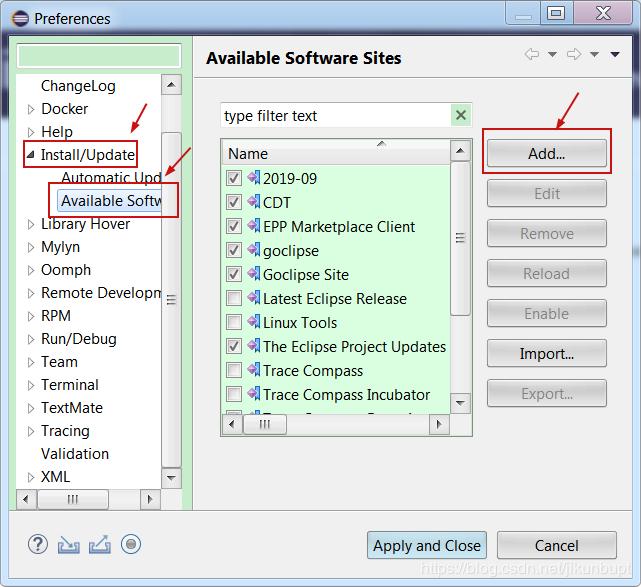 Preferences
Available Software Sites
ChangeLog
Docker
Help
Install/Update
Automatic Upd
Available Softw
Library Hover
Mylyn
Oomph
Remote Developm
RPM
Run/Debug
Team
Terminal
TextMate
Tracing
Validation
XML
type filter text
Name
2019-09
CDT
EPP Marketplace Client
goclipse
Goclipse Site
Latest Eclipse Release
Linux Tools
The Eclipse Project Updates
Trace Compass
Trace Compass Incubator
Add...
Edit
Remove
Reload
Enable
Import...
Export...
Apply and Close
Cancel
https://blog.csdn.net/jikunbupt